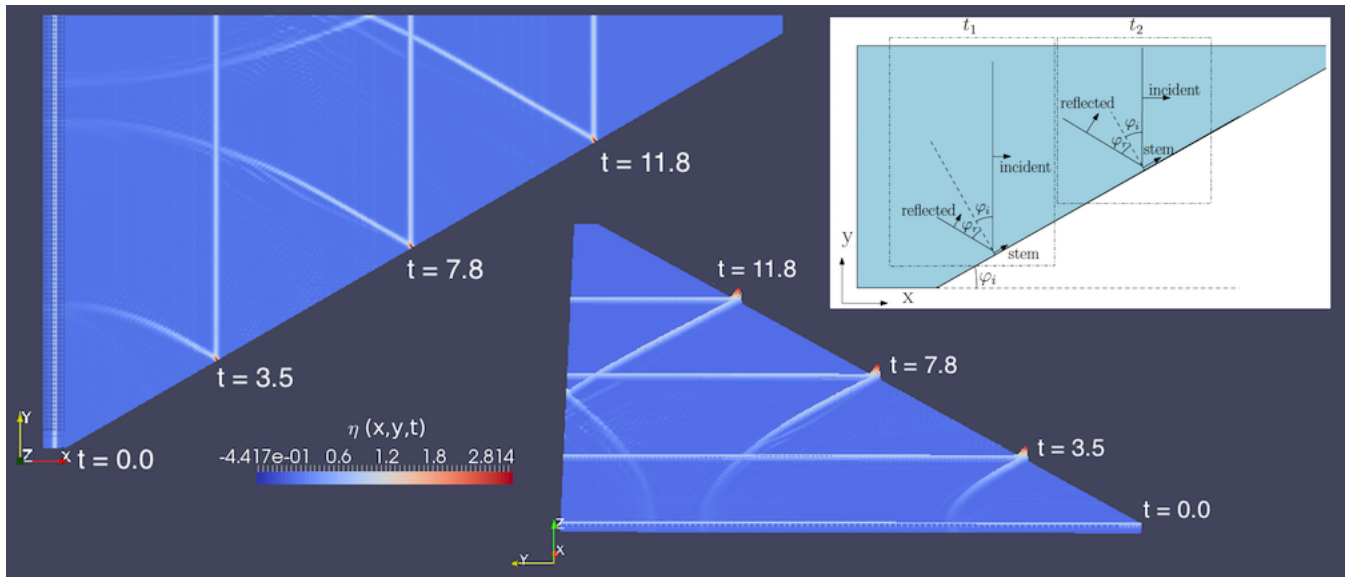 t = 11.8
t = 7.8
t = 3.5
t = 0.0
Y
Z
X
η (x,y,t)
-4.417e-01 0.6 1.2 1.8 2.814
t = 11.8
t = 7.8
t = 3.5
t = 0.0
Z
Y
X
t₁
t₂
incident
reflected
φᵢ
stem
incident
reflected
φᵢ
stem
φᵢ
y
x